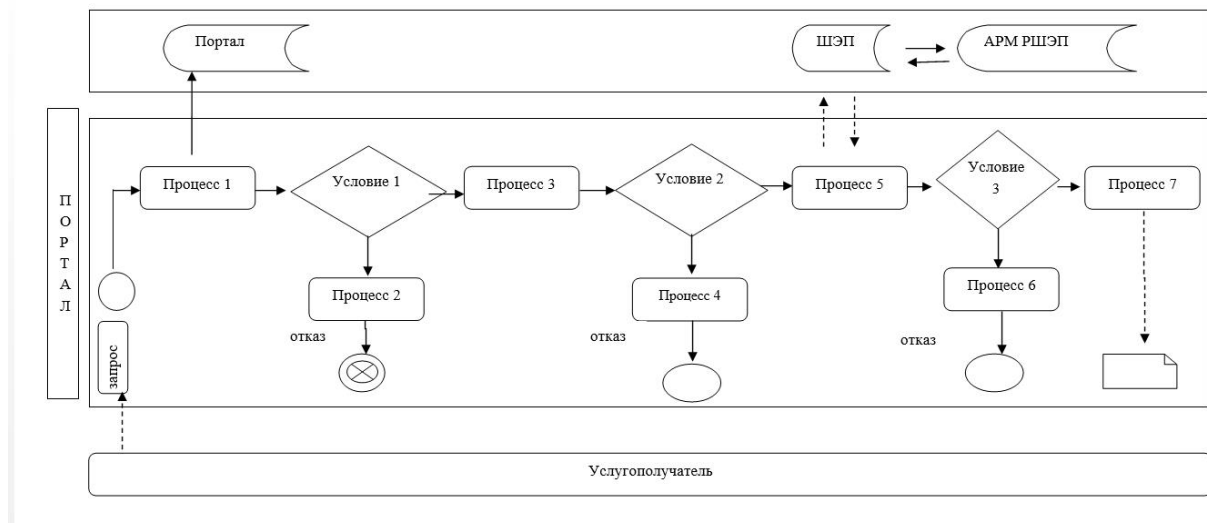 Портал
ШЭП
АРМ РШЭП
ПОРТАЛ
Процесс 1
Условие 1
Процесс 3
Условие 2
Процесс 5
Условие
3
Процесс 7
Процесс 2
Процесс 4
Процесс 6
отказ
отказ
отказ
запрос
Услугополучатель